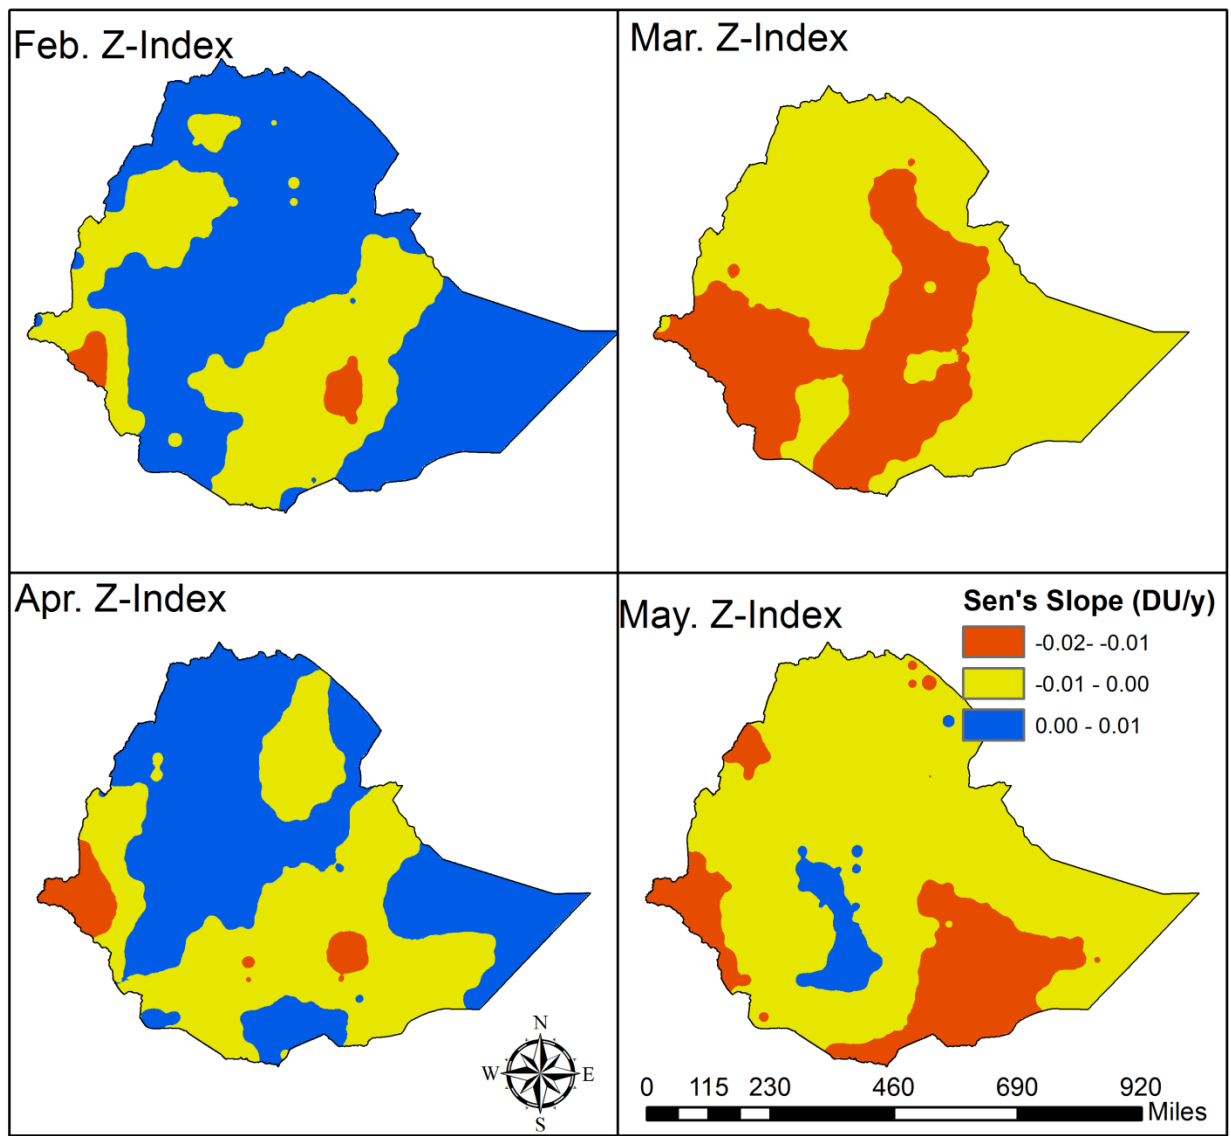 Feb. Z-Index
Mar. Z-Index
Apr. Z-Index
May. Z-Index
Sen's Slope (DU/y)
-0.02- -0.01
-0.01 - 0.00
0.00 - 0.01
N
W E
S
0 115 230 460 690 920
Miles